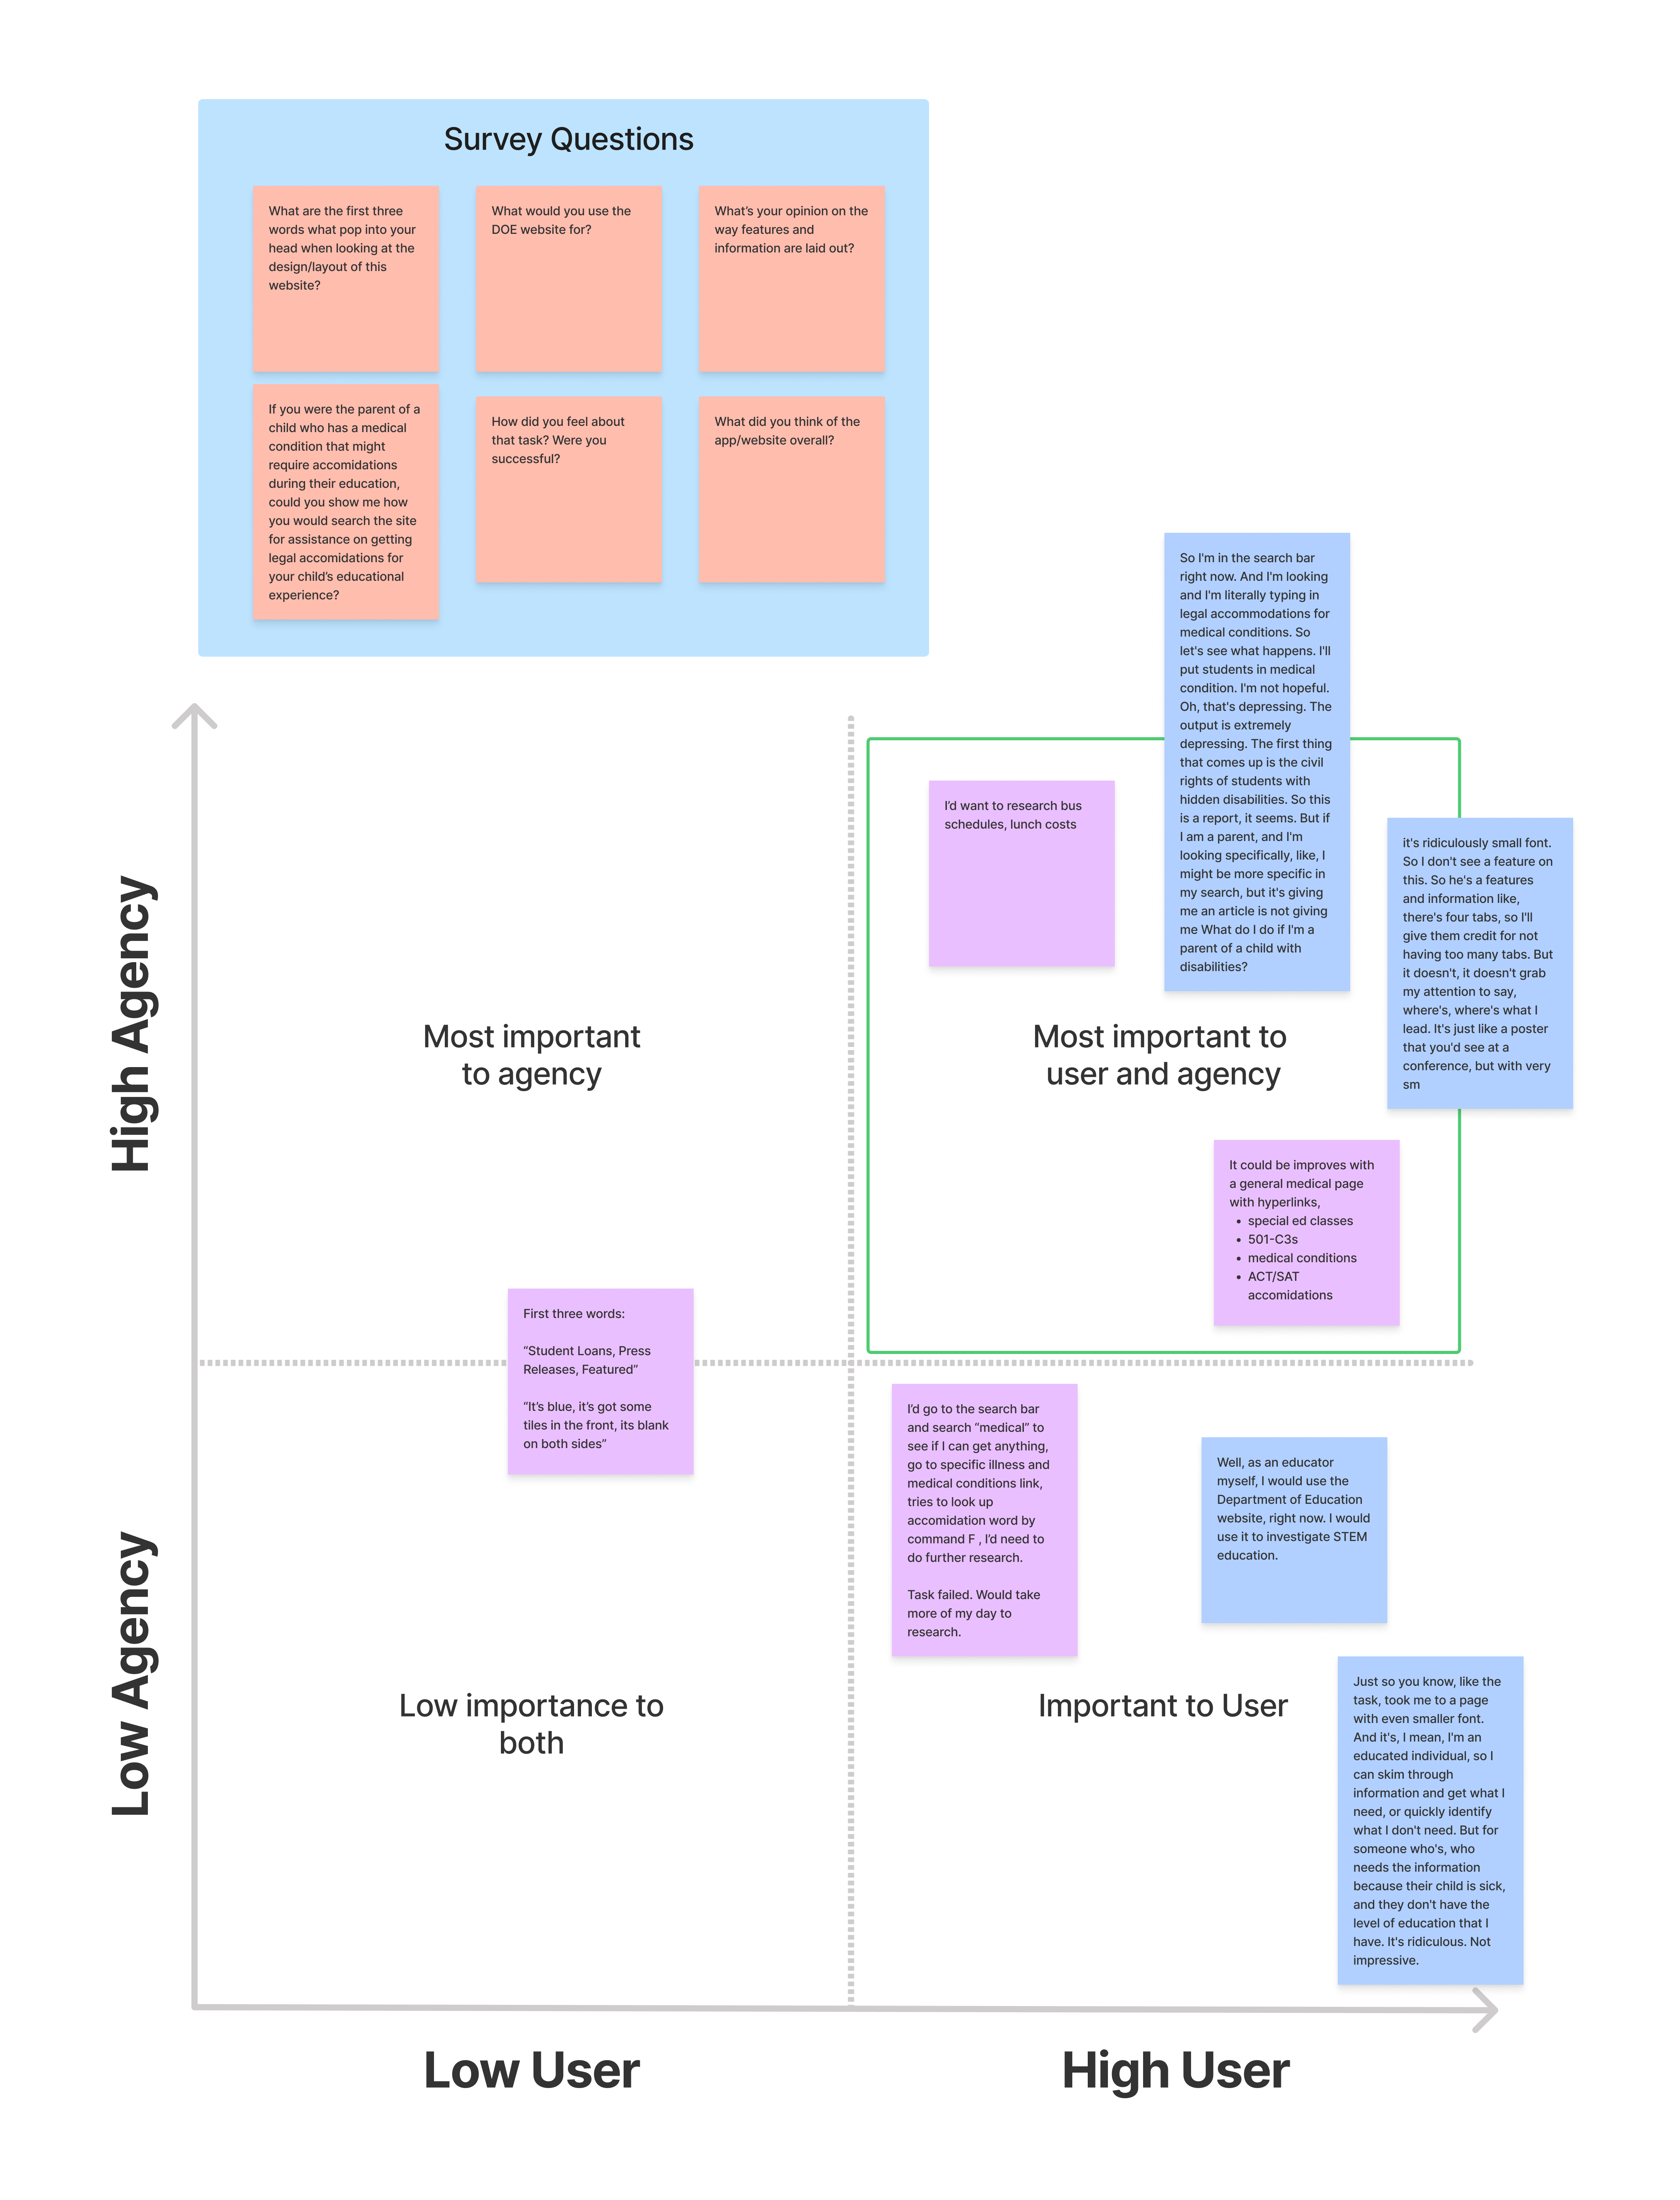 Survey Questions
What are the first three
words what pop into your
head when looking at the
design/layout of this
website?
What would you use the
DOE website for?
What's your opinion on the
way features and
information are laid out?
If you were the parent of a
child who has a medical
condition that might
require accomidations
during their education,
could you show me how
you would search the site
for assistance on getting
legal accomidations for
your child's educational
experience?
How did you feel about
that task? Were you
successful?
What did you think of the
app/website overall?
So I'm in the search bar
right now. And I'm looking
and I'm literally typing in
legal accommodations for
medical conditions. So
let's see what happens. I'll
put students in medical
condition. I'm not hopeful.
Oh, that's depressing. The
output is extremely
depressing. The first thing
that comes up is the civil
rights of students with
hidden disabilities. So this
is a report, it seems. But if
I am a parent, and I'm
looking specifically, like, I
might be more specific in
my search, but it's giving
me an article is not giving
me What do I do if I'm a
parent of a child with
disabilities?
I'd want to research bus
schedules, lunch costs
it's ridiculously small font.
So I don't see a feature on
this. So he's a features
and information like,
there's four tabs, so I'll
give them credit for not
having too many tabs. But
it doesn't, it doesn't grab
my attention to say,
where's, where's what I
lead. It's just like a poster
that you'd see at a
conference, but with very
sm
High Agency
Most important
to agency
Most important to
user and agency
It could be improves with
a general medical page
with hyperlinks,
• special ed classes
• 501-C3s
• medical conditions
• ACT/SAT
accomidations
First three words:
“Student Loans, Press
Releases, Featured”
“It's blue, it's got some
tiles in the front, its blank
on both sides”
I'd go to the search bar
and search “medical” to
see if I can get anything,
go to specific illness and
medical conditions link,
tries to look up
accomidation word by
command F , I'd need to
do further research.
Task failed. Would take
more of my day to
research.
Well, as an educator
myself, I would use the
Department of Education
website, right now. I would
use it to investigate STEM
education.
Low Agency
Low importance to
both
Important to User
Just so you know, like the
task, took me to a page
with even smaller font.
And it's, I mean, I'm an
educated individual, so I
can skim through
information and get what I
need, or quickly identify
what I don't need. But for
someone who's, who
needs the information
because their child is sick,
and they don't have the
level of education that I
have. It's ridiculous. Not
impressive.
Low User
High User